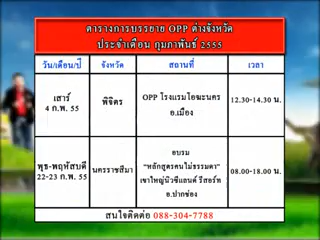 ตารางการบรรยาย OPP ต่างจังหวัด
ประจำเดือน กุมภาพันธ์ 2555
วัน/เดือน/ปี จังหวัด สถานที่ เวลา
เสาร์
4 ก.พ. 55
พิจิตร
OPP โรงแรมโอฆะนคร
อ.เมือง
12.30-14.30 น.
พุธ-พฤหัสบดี
22-23 ก.พ. 55
นครราชสีมา
อบรม
"หลักสูตรคนไม่ธรรมดา"
เขาใหญ่นิวซีแลนด์ รีสอร์ท
อ.ปากช่อง
08.00-18.00 น.
สนใจติดต่อ 088-304-7788